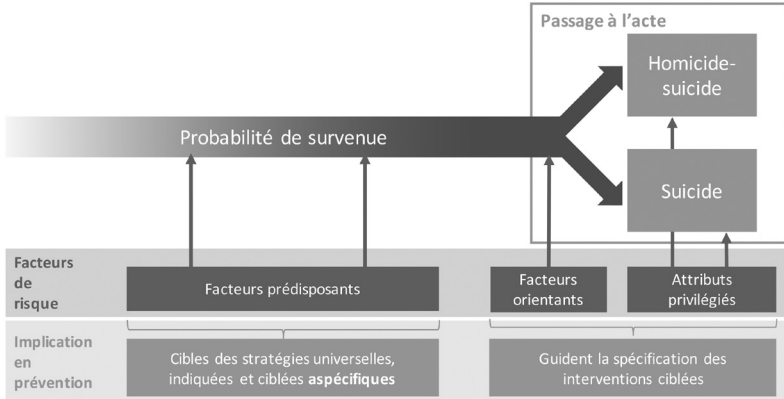 Passage à l'acte
Homicide-
suicide
Probabilité de survenue
Suicide
Facteurs
de
risque
Facteurs prédisposants
Facteurs
orientants
Attributs
privilégiés
Implication
en
prévention
Cibles des stratégies universelles,
indiquées et ciblées aspécifiques
Guident la spécification des
interventions ciblées